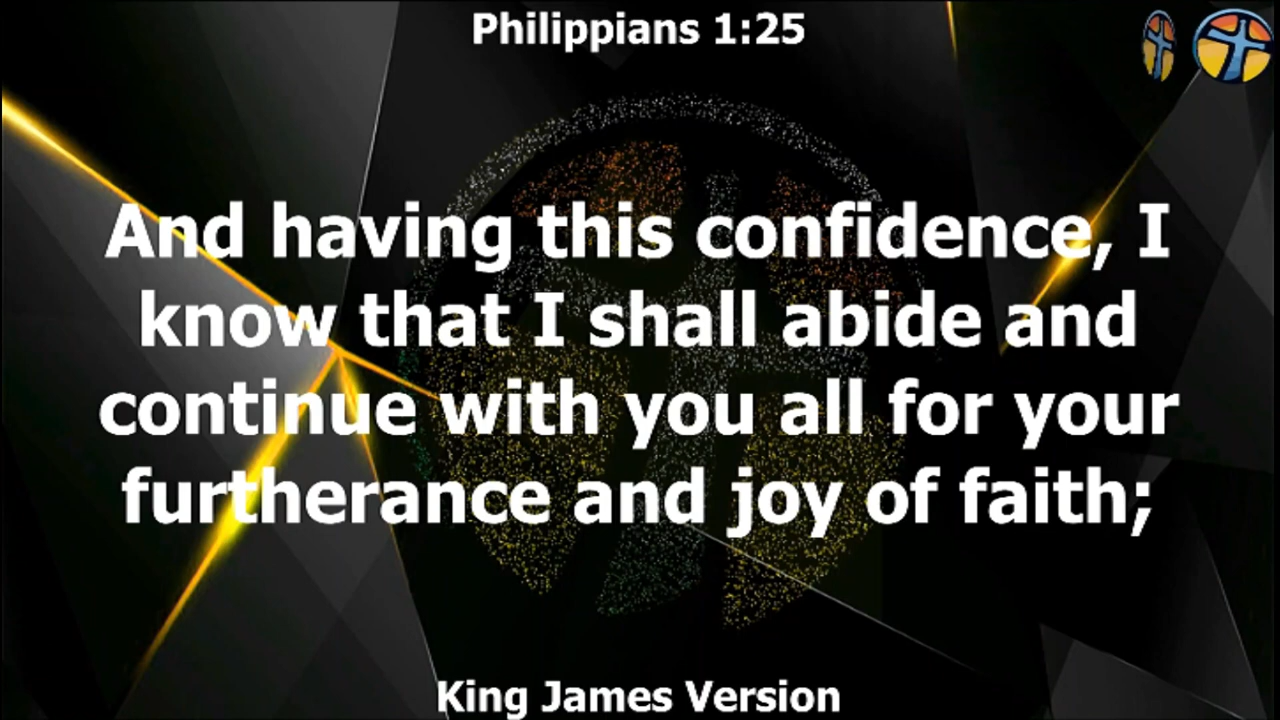 Philippians 1:25
And having this confidence, I
know that I shall abide and
continue with you all for your
furtherance and joy of faith;
King James Version